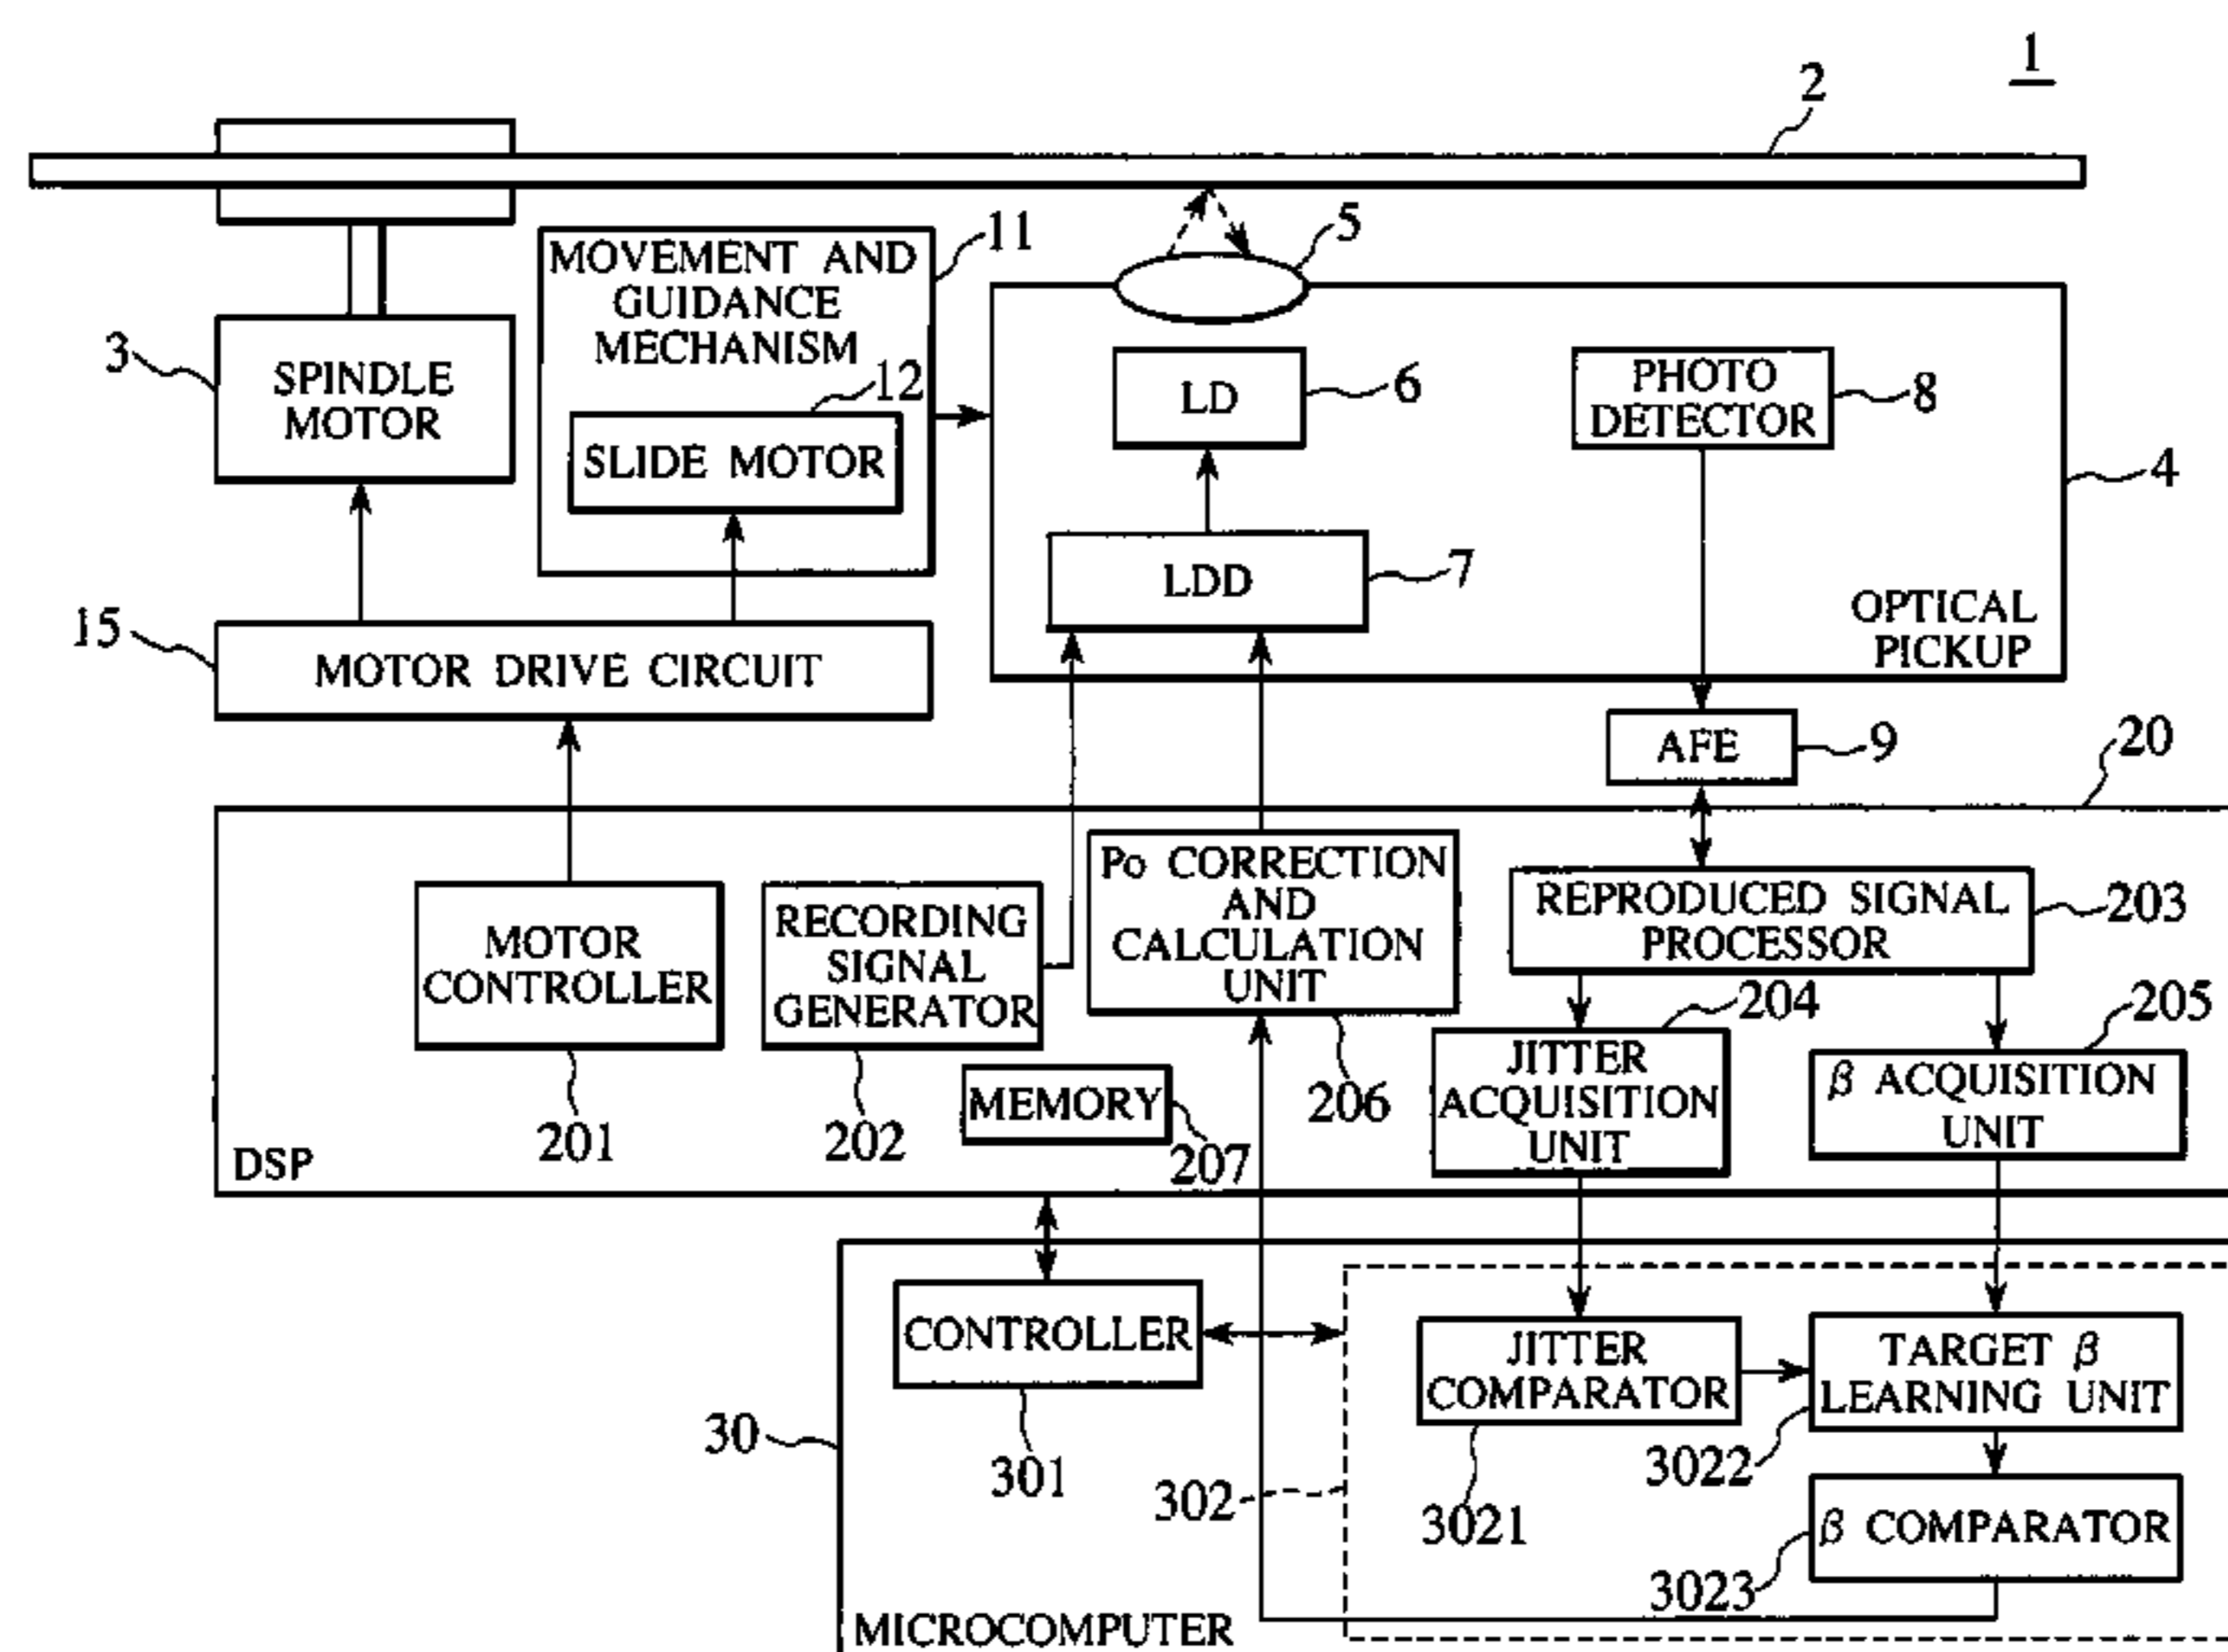 1
2
MOVEMENT AND
GUIDANCE
MECHANISM
11
5
3
SPINDLE
MOTOR
12
SLIDE MOTOR
LD
6
PHOTO
DETECTOR
8
4
LDD
7
OPTICAL
PICKUP
15
MOTOR DRIVE CIRCUIT
AFE
9
20
MOTOR
CONTROLLER
201
RECORDING
SIGNAL
GENERATOR
202
Po CORRECTION
AND
CALCULATION
UNIT
206
REPRODUCED SIGNAL
PROCESSOR
203
204
JITTER
ACQUISITION
UNIT
205
β ACQUISITION
UNIT
MEMORY
207
DSP
CONTROLLER
301
JITTER
COMPARATOR
3021
TARGET β
LEARNING UNIT
3022
30
302
β COMPARATOR
3023
MICROCOMPUTER